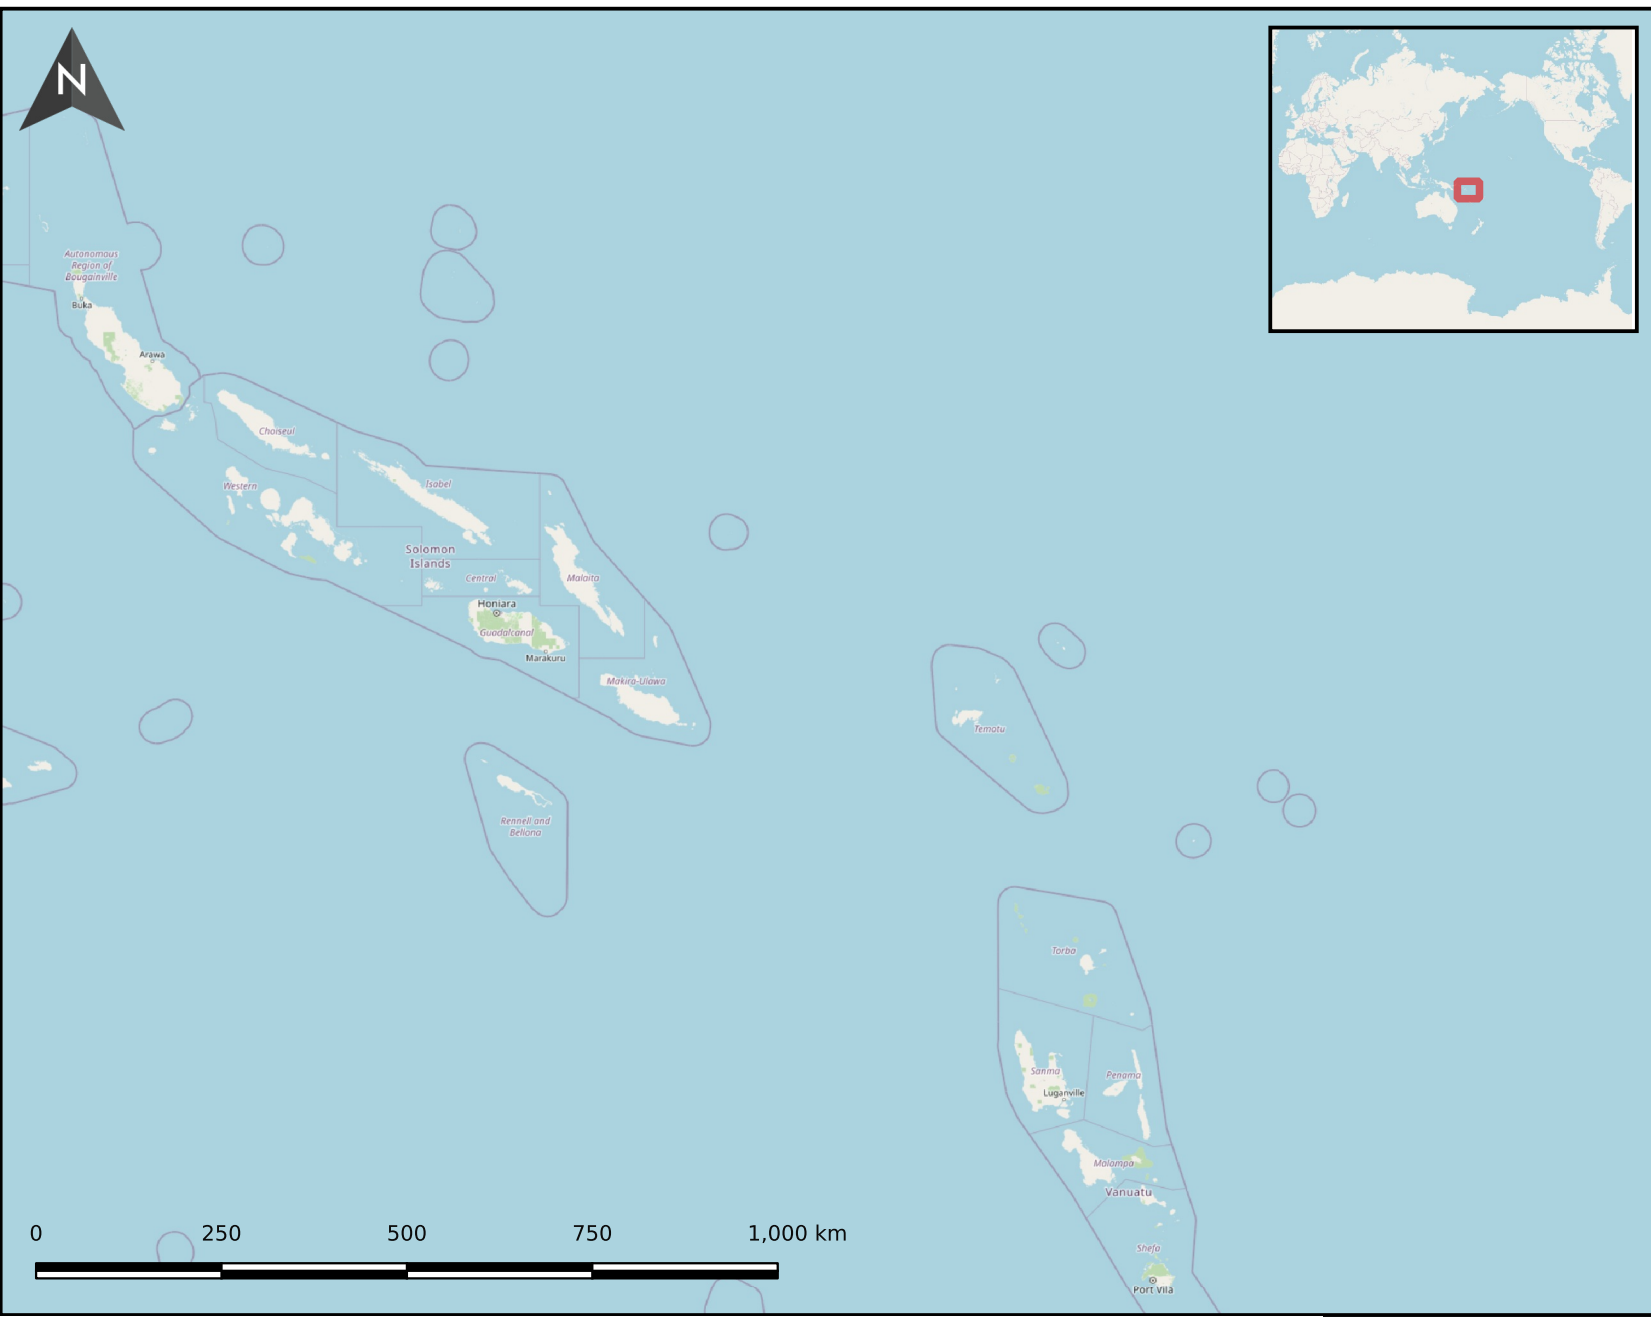 N
Autonomous
Region of
Bougainville
Buka
Arawa
Choiseul
Western
Isabel
Solomon
Islands
Central
Malaita
Honiara
Guadalcanal
Marakuru
Makira-Ulawa
Temotu
Rennell and
Bellona
Torba
Sanma
Penama
Luganville
Malampa
Vanuatu
Shefa
Port Vila
0 250 500 750 1,000 km